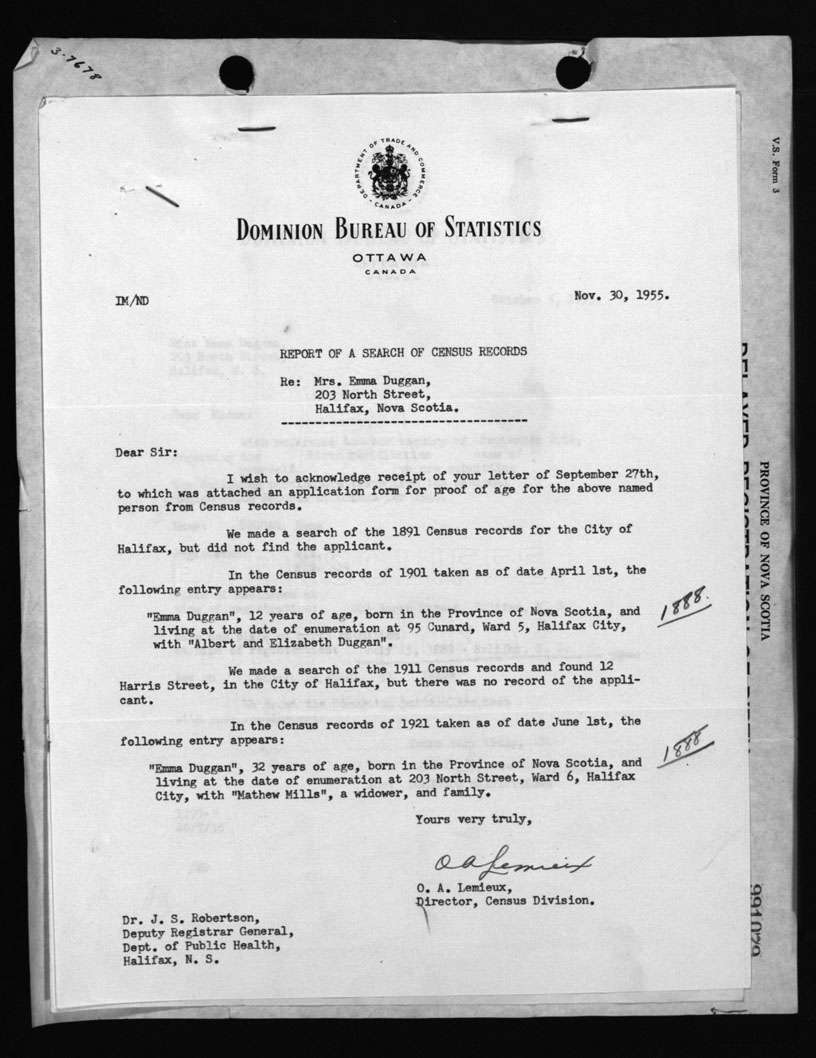 3-7678
V.S. Form 3
DEPARTMENT OF TRADE AND COMMERCE
- CANADA -
DOMINION BUREAU OF STATISTICS
OTTAWA
CANADA
IM/ND
Nov. 30, 1955.
REPORT OF A SEARCH OF CENSUS RECORDS
Re: Mrs. Emma Duggan,
203 North Street,
Halifax, Nova Scotia.
Dear Sir:
I wish to acknowledge receipt of your letter of September 27th,
to which was attached an application form for proof of age for the above named
person from Census records.
We made a search of the 1891 Census records for the City of
Halifax, but did not find the applicant.
In the Census records of 1901 taken as of date April 1st, the
following entry appears:
"Emma Duggan", 12 years of age, born in the Province of Nova Scotia, and
living at the date of enumeration at 95 Cunard, Ward 5, Halifax City,
with "Albert and Elizabeth Duggan".
1888.
We made a search of the 1911 Census records and found 12
Harris Street, in the City of Halifax, but there was no record of the appli-
cant.
In the Census records of 1921 taken as of date June 1st, the
following entry appears:
"Emma Duggan", 32 years of age, born in the Province of Nova Scotia, and
living at the date of enumeration at 203 North Street, Ward 6, Halifax
City, with "Mathew Mills", a widower, and family.
1888
Yours very truly,
O A Lemieux
O. A. Lemieux,
Director, Census Division.
Dr. J. S. Robertson,
Deputy Registrar General,
Dept. of Public Health,
Halifax, N. S.
PROVINCE OF NOVA SCOTIA
991029